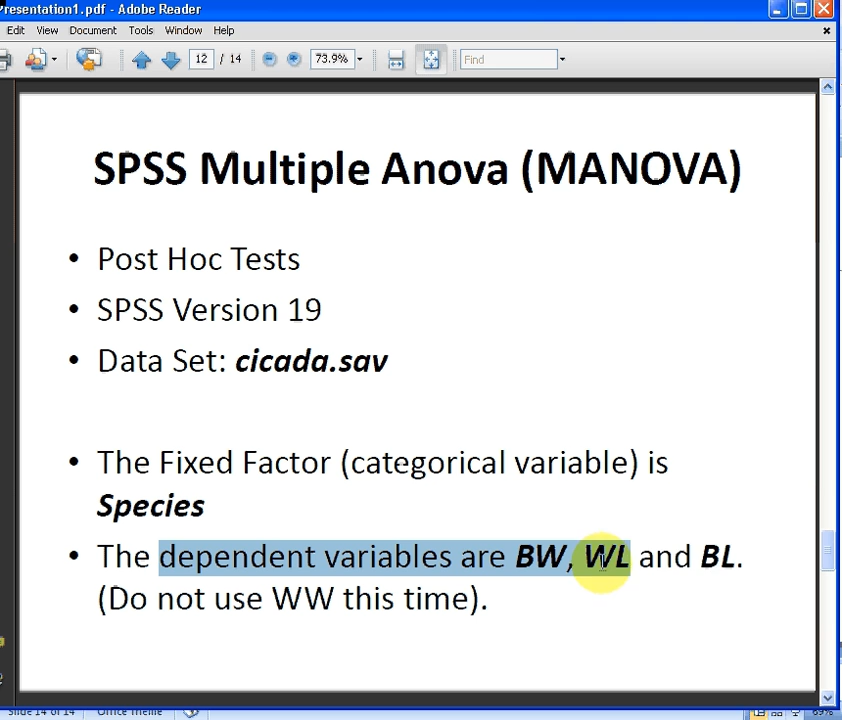 Presentation1.pdf - Adobe Reader
Edit View Document Tools Window Help
12 / 14 73.9% Find
SPSS Multiple Anova (MANOVA)
• Post Hoc Tests
• SPSS Version 19
• Data Set: cicada.sav
• The Fixed Factor (categorical variable) is
Species
• The dependent variables are BW, WL and BL.
(Do not use WW this time).
Slide 14 of 14 Office Theme 69%